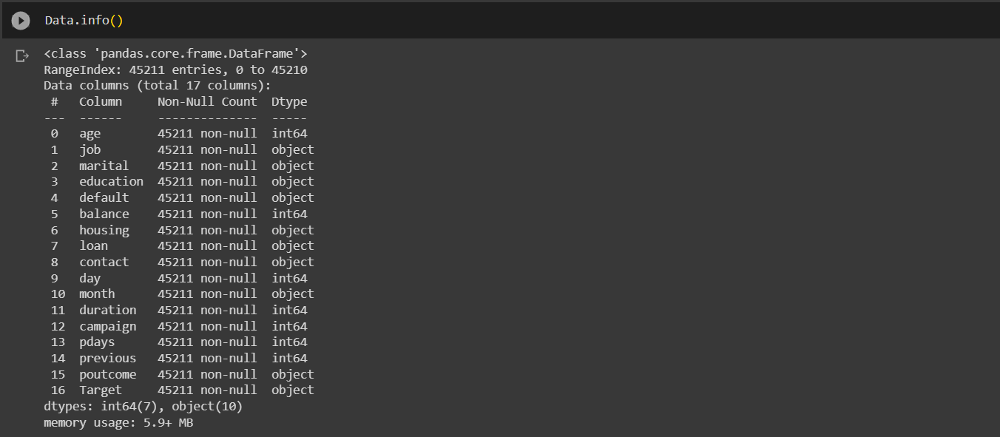 Data.info()
<class 'pandas.core.frame.DataFrame'>
RangeIndex: 45211 entries, 0 to 45210
Data columns (total 17 columns):
 #   Column     Non-Null Count  Dtype
---  ------     --------------  -----
 0   age        45211 non-null  int64
 1   job        45211 non-null  object
 2   marital    45211 non-null  object
 3   education  45211 non-null  object
 4   default    45211 non-null  object
 5   balance    45211 non-null  int64
 6   housing    45211 non-null  object
 7   loan       45211 non-null  object
 8   contact    45211 non-null  object
 9   day        45211 non-null  int64
 10  month      45211 non-null  object
 11  duration   45211 non-null  int64
 12  campaign   45211 non-null  int64
 13  pdays      45211 non-null  int64
 14  previous   45211 non-null  int64
 15  poutcome   45211 non-null  object
 16  Target     45211 non-null  object
dtypes: int64(7), object(10)
memory usage: 5.9+ MB